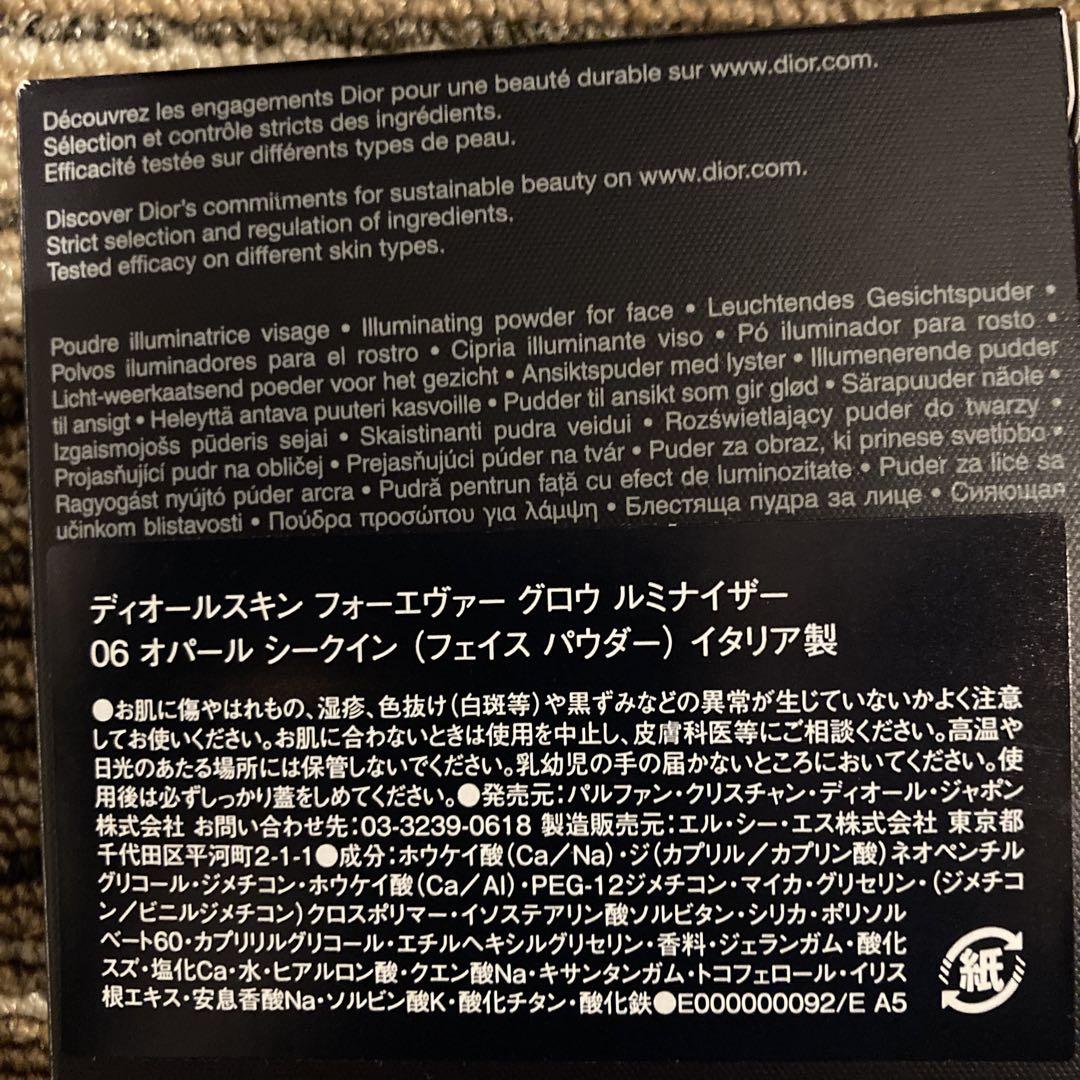 Découvrez les engagements Dior pour une beauté durable sur www.dior.com.
Sélection et contrôle stricts des ingrédients.
Efficacité testée sur différents types de peau.
Discover Dior's commitments for sustainable beauty on www.dior.com.
Strict selection and regulation of ingredients.
Tested efficacy on different skin types.
Poudre illuminatrice visage • Illuminating powder for face • Leuchtendes Gesichtspuder •
Polvos iluminadores para el rostro • Cipria illuminante viso • Pó iluminador para rosto •
Licht-weerkaatsend poeder voor het gezicht • Ansiktspuder med lyster • Illumenerende pudder
til ansigt • Heleyttä antava puuteri kasvoille • Pudder til ansikt som gir glød • Särapuuder näole •
Izgaismojošs pūderis sejai • Skaistinanti pudra veidui • Rozświetlający puder do twarzy •
Projasňující pudr na obličej • Prejasňujúci púder na tvár • Puder za obraz, ki prinese svetlobo •
Ragyogást nyújtó púder arcra • Pudră pentrun față cu efect de luminozitate • Puder za lice sa
učinkom blistavosti • Πούδρα προσώπου για λάμψη • Блестяща пудра за лице • Сияющая
ディオールスキン フォーエヴァー グロウ ルミナイザー
06 オパール シークイン (フェイス パウダー) イタリア製
●お肌に傷やはれもの、湿疹、色抜け(白斑等)や黒ずみなどの異常が生じていないかよく注意
してお使いください。お肌に合わないときは使用を中止し、皮膚科医等にご相談ください。高温や
日光のあたる場所には保管しないでください。乳幼児の手の届かないところにおいてください。使
用後は必ずしっかり蓋をしめてください。●発売元:パルファン・クリスチャン・ディオール・ジャポン
株式会社 お問い合わせ先:03-3239-0618 製造販売元:エル・シー・エス株式会社 東京都
千代田区平河町2-1-1●成分:ホウケイ酸(Ca/Na)・ジ(カプリル/カプリン酸)ネオペンチル
グリコール・ジメチコン・ホウケイ酸(Ca/Al)・PEG-12ジメチコン・マイカ・グリセリン・(ジメチコ
ン/ビニルジメチコン)クロスポリマー・イソステアリン酸ソルビタン・シリカ・ポリソル
ベート60・カプリリルグリコール・エチルヘキシルグリセリン・香料・ジェランガム・酸化
スズ・塩化Ca・水・ヒアルロン酸・クエン酸Na・キサンタンガム・トコフェロール・イリス
根エキス・安息香酸Na・ソルビン酸K・酸化チタン・酸化鉄●E000000092/E A5
紙